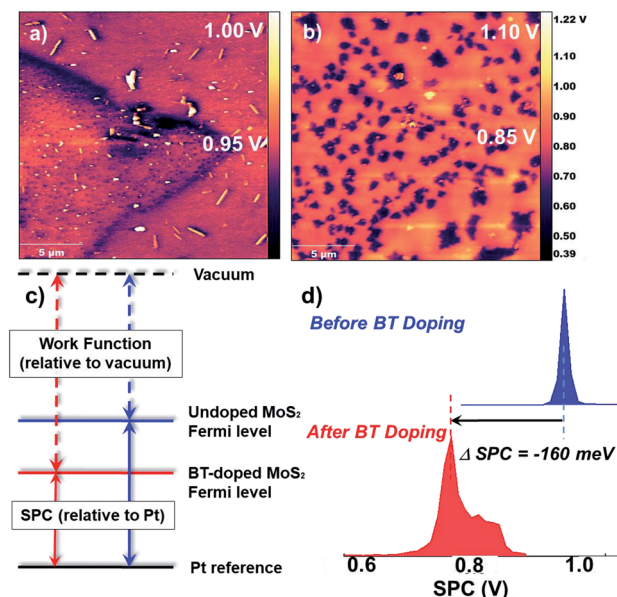 a)
1.00 V
0.95 V
5 µm
b)
1.10 V
0.85 V
5 µm
1.22 V
1.10
1.00
0.90
0.80
0.70
0.60
0.50
0.39
c)
Vacuum
Work Function
(relative to vacuum)
Undoped MoS₂
Fermi level
BT-doped MoS₂
Fermi level
SPC (relative to Pt)
Pt reference
d)
Before BT Doping
After BT Doping
Δ SPC = -160 meV
0.6
0.8
1.0
SPC (V)